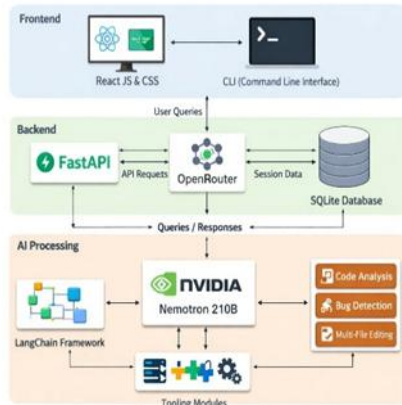 Frontend
React JS & CSS
CLI (Command Line Interface)
User Queries
Backend
FastAPI
API Requets
OpenRouter
Session Data
SQLite Database
Queries / Responses
AI Processing
NVIDIA
Nemotron 210B
LangChain Framework
Code Analysis
Bug Detection
Multi-File Editing
Tooling Modules